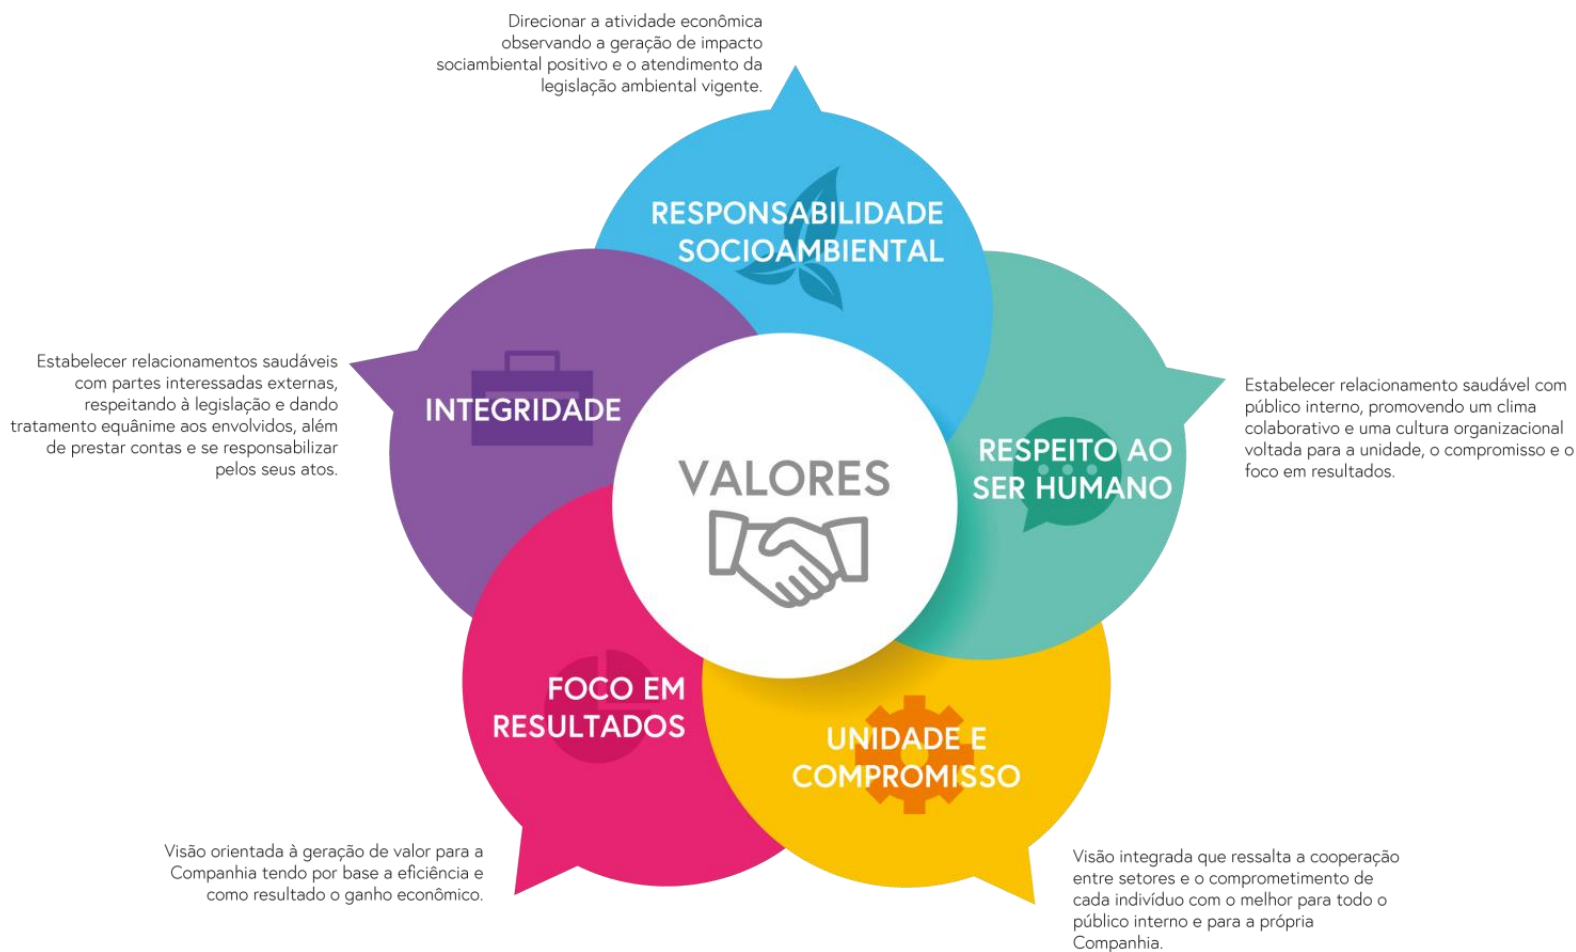 Direcionar a atividade econômica
observando a geração de impacto
sociambiental positivo e o atendimento da
legislação ambiental vigente.
RESPONSABILIDADE
SOCIOAMBIENTAL
Estabelecer relacionamentos saudáveis
com partes interessadas externas,
respeitando à legislação e dando
tratamento equânime aos envolvidos, além
de prestar contas e se responsabilizar
pelos seus atos.
INTEGRIDADE
VALORES
RESPEITO AO
SER HUMANO
Estabelecer relacionamento saudável com
público interno, promovendo um clima
colaborativo e uma cultura organizacional
voltada para a unidade, o compromisso e o
foco em resultados.
FOCO EM
RESULTADOS
Visão orientada à geração de valor para a
Companhia tendo por base a eficiência e
como resultado o ganho econômico.
UNIDADE E
COMPROMISSO
Visão integrada que ressalta a cooperação
entre setores e o comprometimento de
cada indivíduo com o melhor para todo o
público interno e para a própria
Companhia.